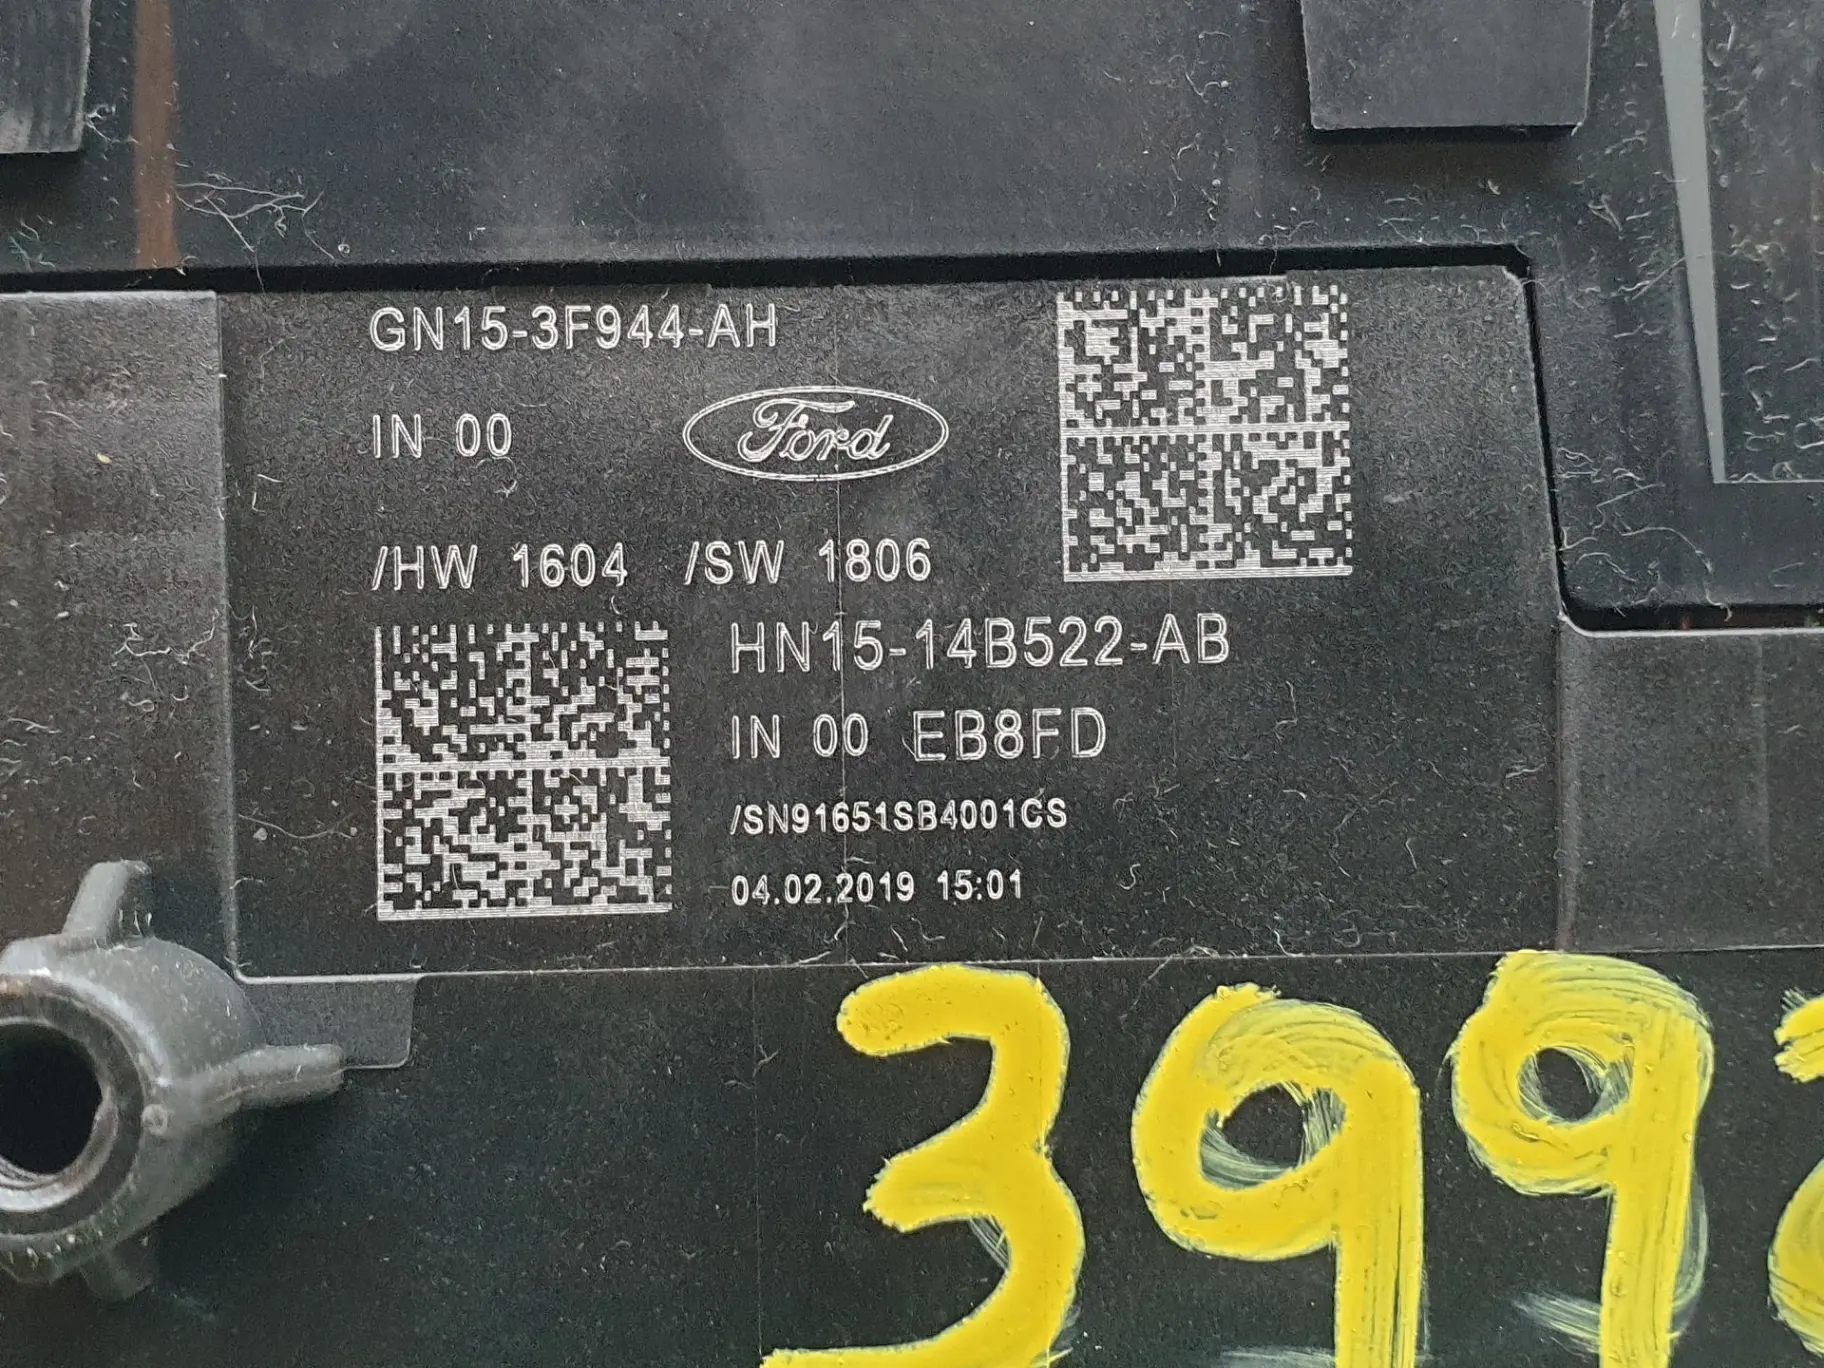 GN15-3F944-AH
IN 00
Ford
/HW 1604 /SW 1806
HN15-14B522-AB
IN 00 EB8FD
/SN91651SB4001CS
04.02.2019 15:01
399